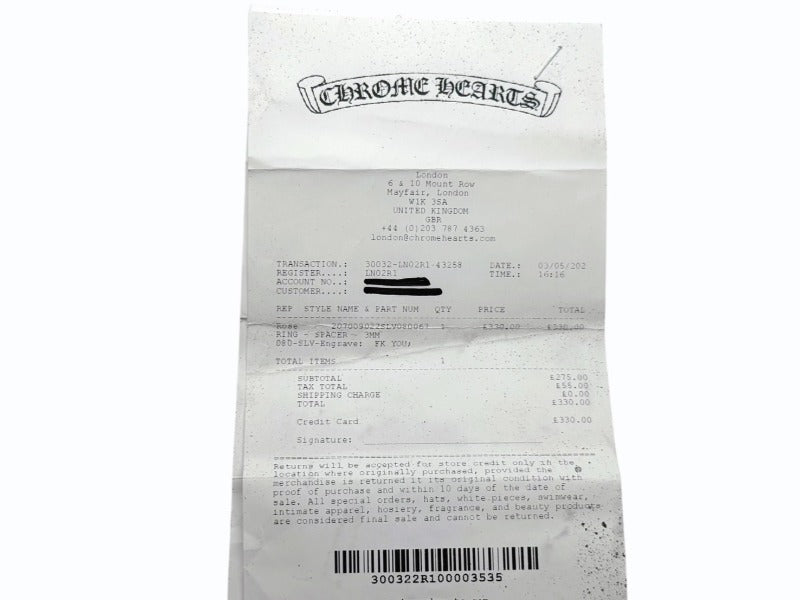 CHROME HEARTS
London
6 & 10 Mount Row
Mayfair, London
W1K 3SA
UNITED KINGDOM
GBR
+44 (0)203 787 4363
london@chromehearts.com
TRANSACTION.: 30032-LN02R1-43258 DATE.: 03/05/202
REGISTER....: LN02R1 TIME.: 16:16
ACCOUNT NO..:
CUSTOMER....:
REP STYLE NAME & PART NUM QTY PRICE TOTAL
Rose 1 £330.00 £330.00
RING - SPACER - 3MM
08D-SLV-Engrave: FK YOU;
TOTAL ITEMS 1
SUBTOTAL £275.00
TAX TOTAL £55.00
SHIPPING CHARGE £0.00
TOTAL £330.00
Credit Card £330.00
Signature:
Returns will be accepted for store credit only in the
location where originally purchased, provided the
merchandise is returned it its original condition with
proof of purchase and within 10 days of the date of
sale. All special orders, hats, white pieces, swimwear,
intimate apparel, hosiery, fragrance, and beauty products
are considered final sale and cannot be returned.
300322R100003535